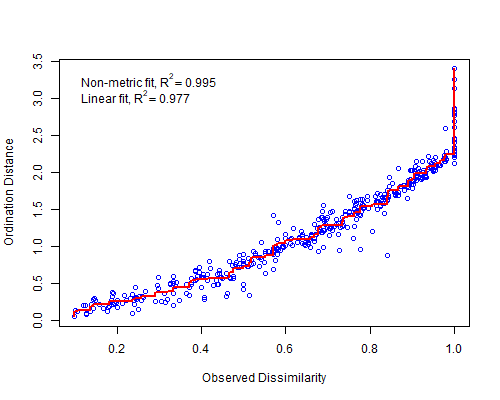 Non-metric fit, R² = 0.995
Linear fit, R² = 0.977
Ordination Distance
3.5
3.0
2.5
2.0
1.5
1.0
0.5
0.0
0.2 0.4 0.6 0.8 1.0
Observed Dissimilarity